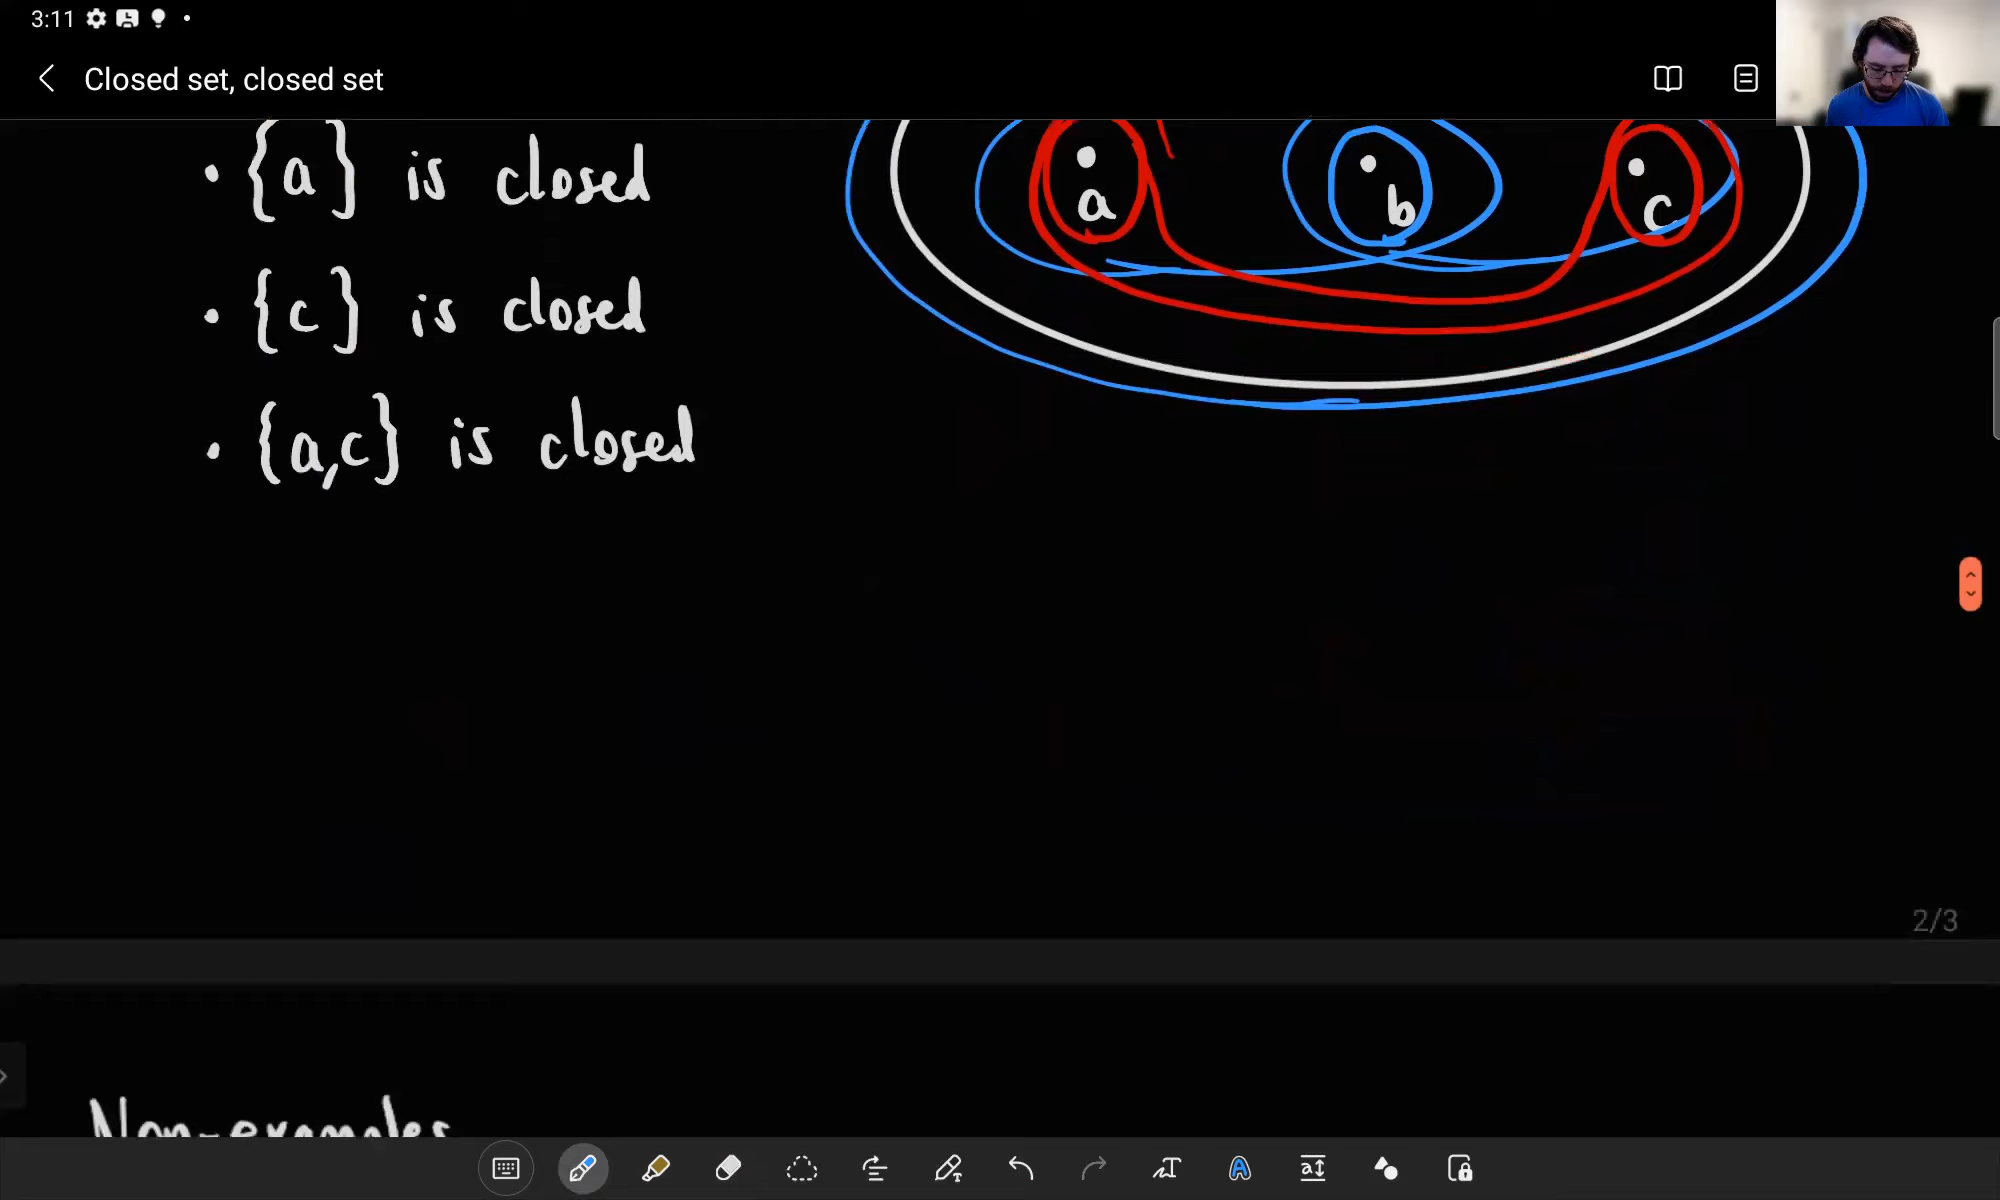 3:11
Closed set, closed set
• {a} is closed
• {c} is closed
• {a,c} is closed
a
b
c
2/3
Non-examples